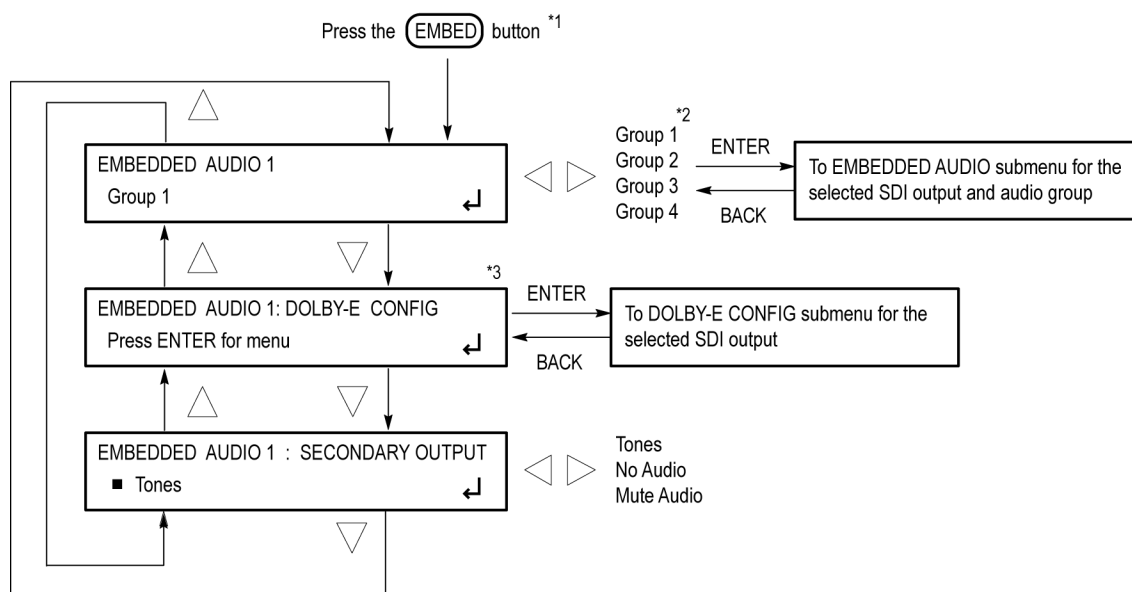 Press the EMBED button *1
EMBEDDED AUDIO 1
Group 1
*2
Group 1
Group 2
Group 3
Group 4
ENTER
BACK
To EMBEDDED AUDIO submenu for the
selected SDI output and audio group
*3
EMBEDDED AUDIO 1: DOLBY-E CONFIG
Press ENTER for menu
ENTER
BACK
To DOLBY-E CONFIG submenu for the
selected SDI output
EMBEDDED AUDIO 1 : SECONDARY OUTPUT
■ Tones
Tones
No Audio
Mute Audio